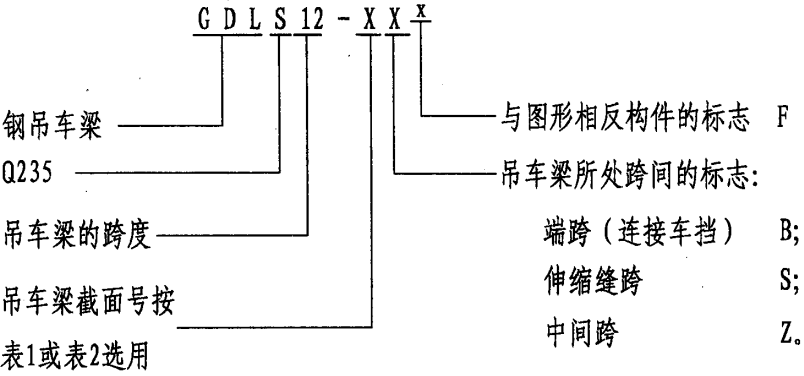 GDLS12-XXx
钢吊车梁
与图形相反构件的标志 F
Q235
吊车梁所处跨间的标志:
吊车梁的跨度
端跨(连接车挡) B;
伸缩缝跨 S;
吊车梁截面号按
中间跨 Z。
表1或表2选用